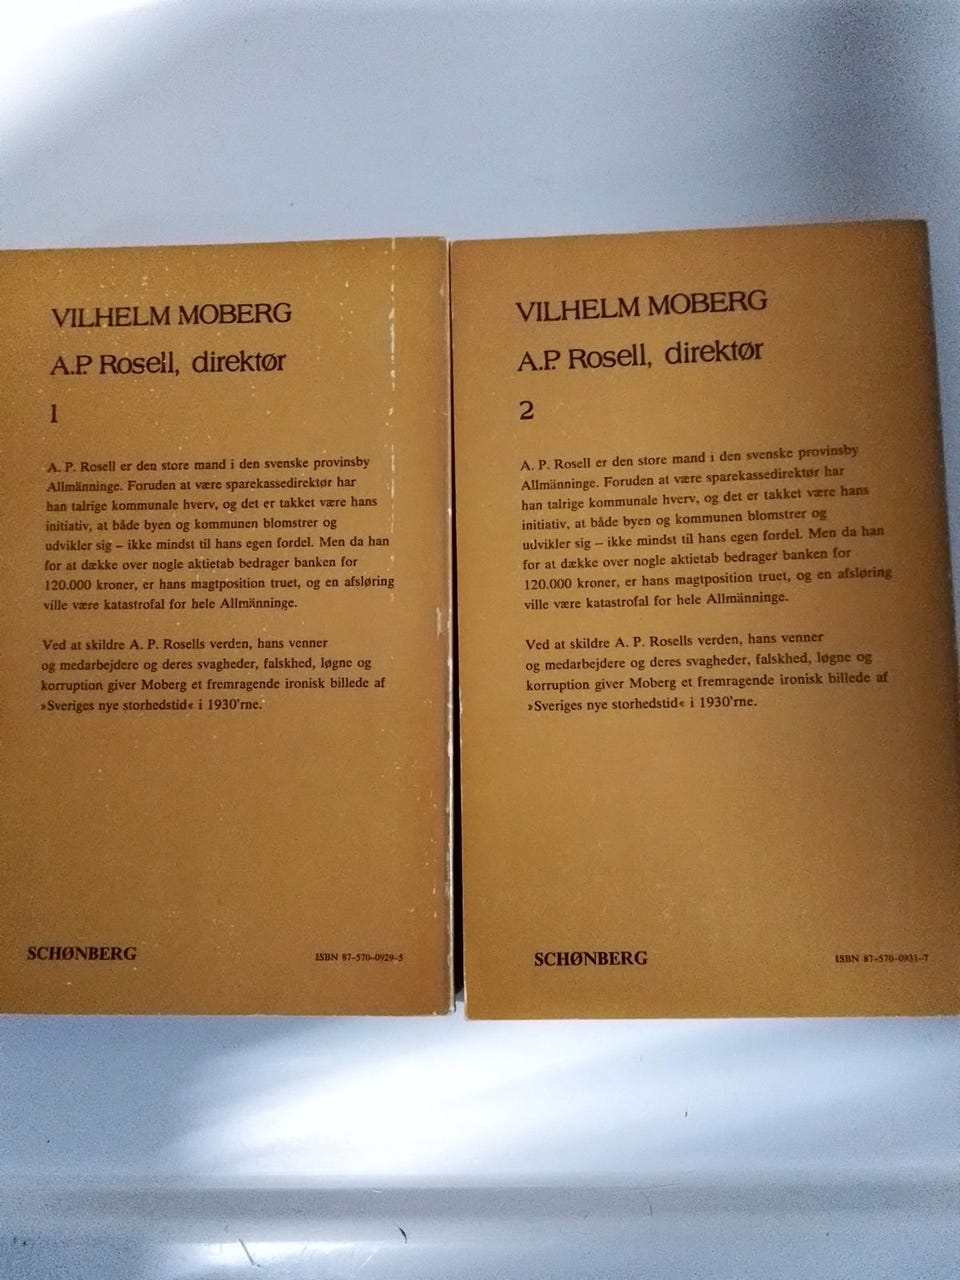 VILHELM MOBERG
A.P. Rosell, direktør
1
A. P. Rosell er den store mand i den svenske provinsby
Allmänninge. Foruden at være sparekassedirektør har
han talrige kommunale hverv, og det er takket være hans
initiativ, at både byen og kommunen blomstrer og
udvikler sig – ikke mindst til hans egen fordel. Men da han
for at dække over nogle aktietab bedrager banken for
120.000 kroner, er hans magtposition truet, og en afsløring
ville være katastrofal for hele Allmänninge.
Ved at skildre A. P. Rosells verden, hans venner
og medarbejdere og deres svagheder, falskhed, løgne og
korruption giver Moberg et fremragende ironisk billede af
»Sveriges nye storhedstid« i 1930'rne.
SCHØNBERG
ISBN 87-570-0929-5
VILHELM MOBERG
A.P. Rosell, direktør
2
A. P. Rosell er den store mand i den svenske provinsby
Allmänninge. Foruden at være sparekassedirektør har
han talrige kommunale hverv, og det er takket være hans
initiativ, at både byen og kommunen blomstrer og
udvikler sig – ikke mindst til hans egen fordel. Men da han
for at dække over nogle aktietab bedrager banken for
120.000 kroner, er hans magtposition truet, og en afsløring
ville være katastrofal for hele Allmänninge.
Ved at skildre A. P. Rosells verden, hans venner
og medarbejdere og deres svagheder, falskhed, løgne og
korruption giver Moberg et fremragende ironisk billede af
»Sveriges nye storhedstid« i 1930'rne.
SCHØNBERG
ISBN 87-570-0931-7